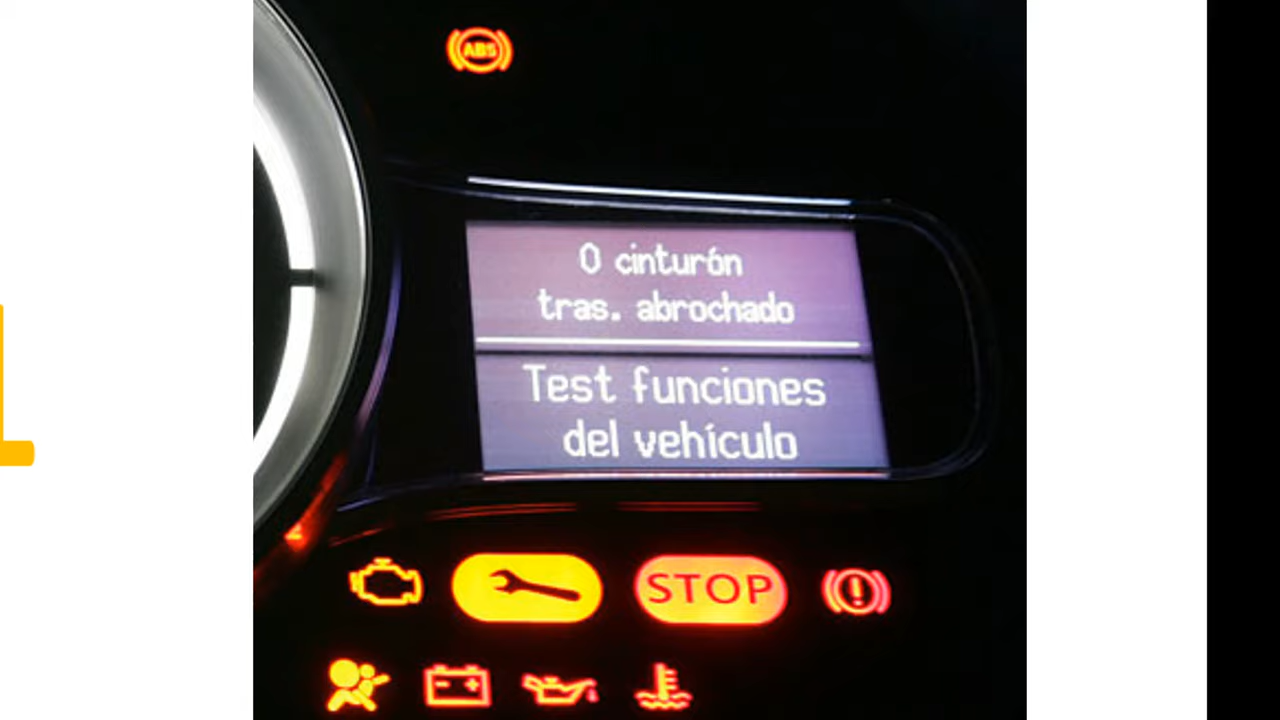 ABS
0 cinturón
tras. abrochado
Test funciones
del vehículo
STOP